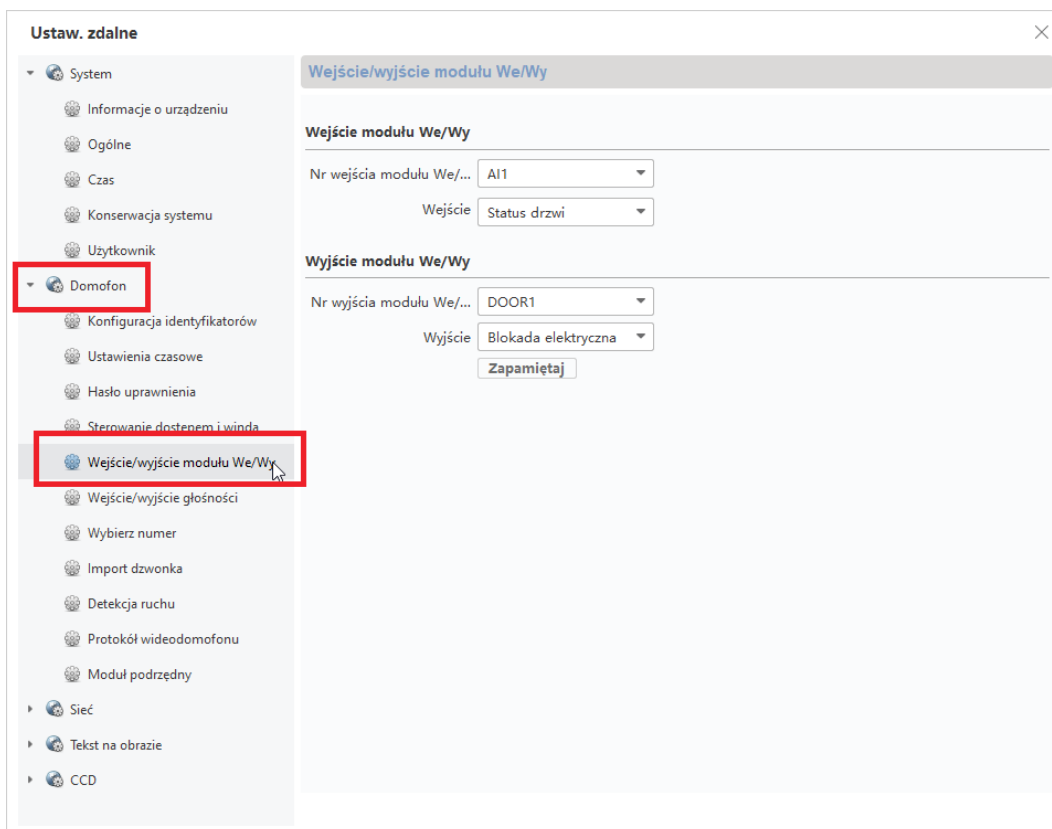 Ustaw. zdalne
System
Informacje o urządzeniu
Ogólne
Czas
Konserwacja systemu
Użytkownik
Domofon
Konfiguracja identyfikatorów
Ustawienia czasowe
Hasło uprawnienia
Sterowanie dostępem i windą
Wejście/wyjście modułu We/Wy
Wejście/wyjście głośności
Wybierz numer
Import dzwonka
Detekcja ruchu
Protokół wideodomofonu
Moduł podrzędny
Sieć
Tekst na obrazie
CCD
Wejście/wyjście modułu We/Wy
Wejście modułu We/Wy
Nr wejścia modułu We/... AI1
Wejście Status drzwi
Wyjście modułu We/Wy
Nr wyjścia modułu We/... DOOR1
Wyjście Blokada elektryczna
Zapamiętaj